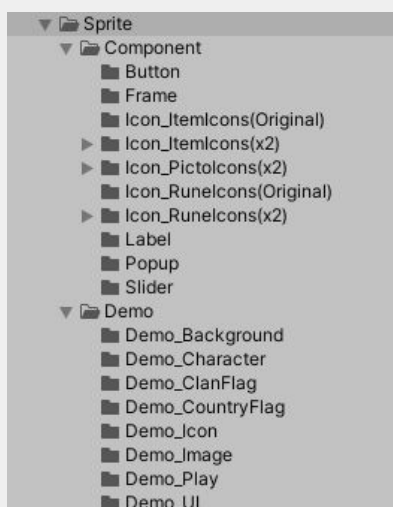 Sprite
Component
Button
Frame
Icon_ItemIcons(Original)
Icon_ItemIcons(x2)
Icon_PictoIcons(x2)
Icon_RuneIcons(Original)
Icon_RuneIcons(x2)
Label
Popup
Slider
Demo
Demo_Background
Demo_Character
Demo_ClanFlag
Demo_CountryFlag
Demo_Icon
Demo_Image
Demo_Play
Demo_UI